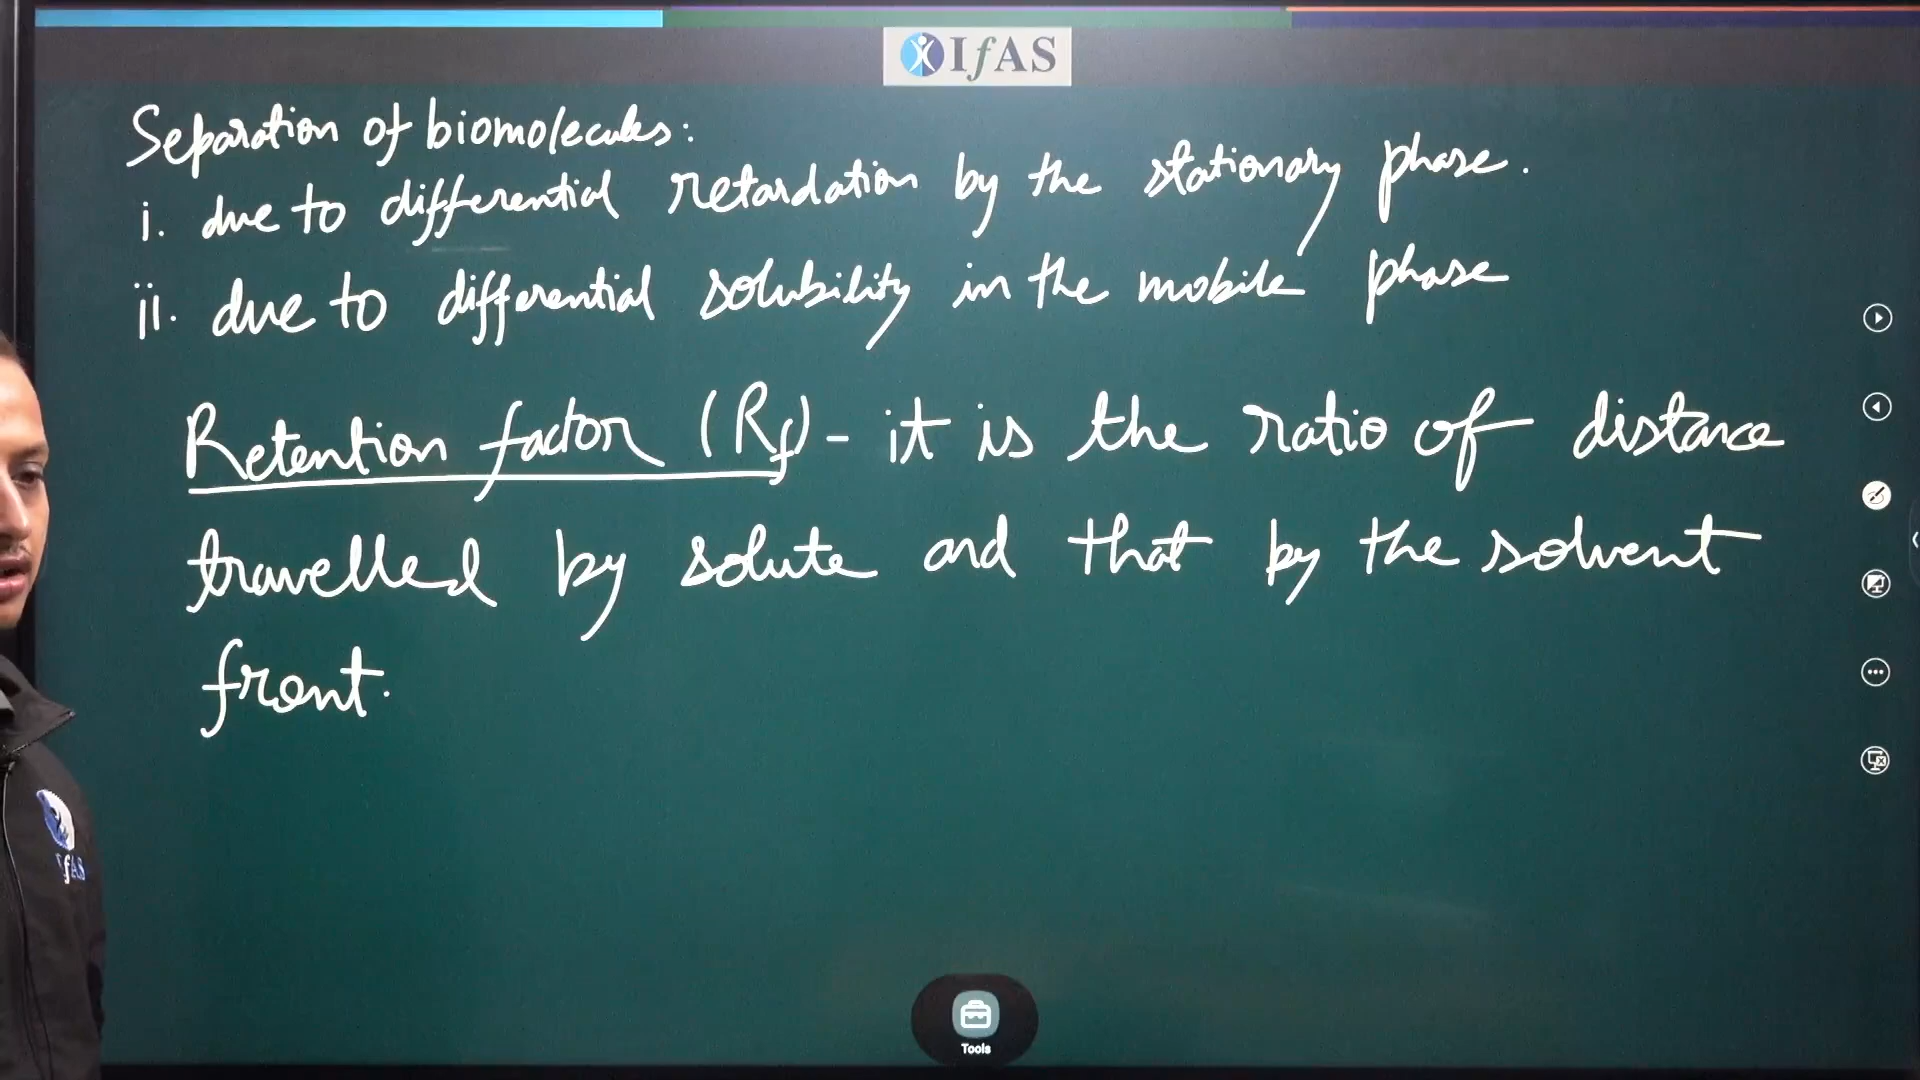 IfAS
Separation of biomolecules:
i. due to differential retardation by the stationary phase.
ii. due to differential solubility in the mobile phase
Retention factor (Rf) - it is the ratio of distance
travelled by solute and that by the solvent
front.
IfAS
Tools